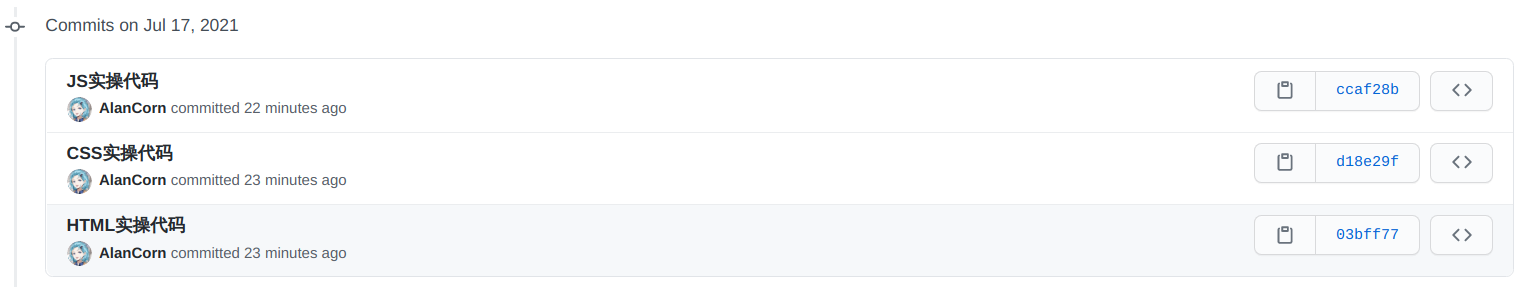 Commits on Jul 17, 2021
JS实操代码
AlanCorn committed 22 minutes ago
ccaf28b
CSS实操代码
AlanCorn committed 23 minutes ago
d18e29f
HTML实操代码
AlanCorn committed 23 minutes ago
03bff77